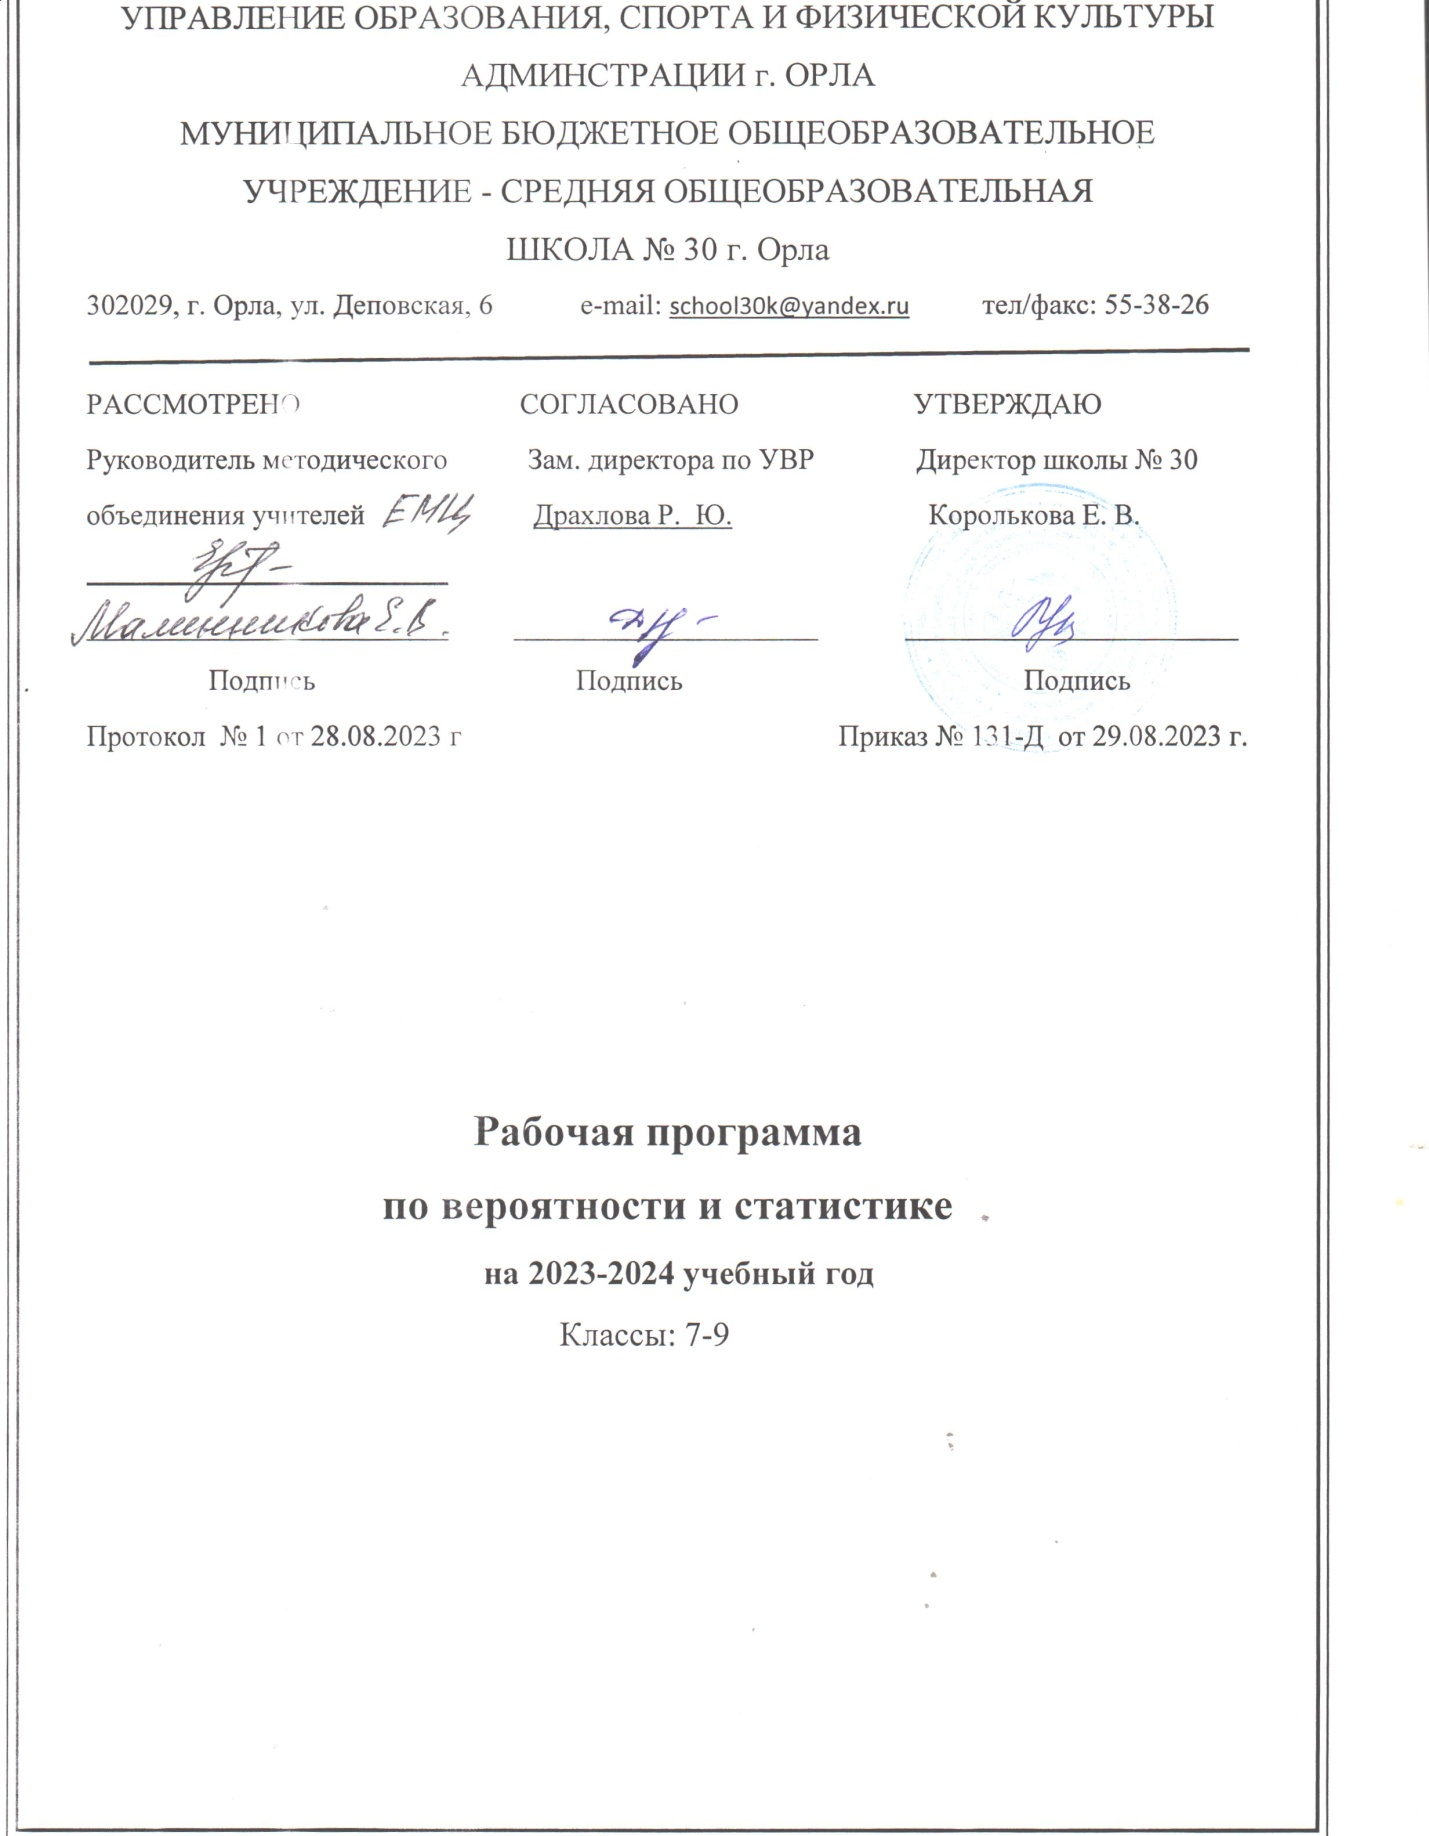 УПРАВЛЕНИЕ ОБРАЗОВАНИЯ, СПОРТА И ФИЗИЧЕСКОЙ КУЛЬТУРЫ
АДМИНСТРАЦИИ г. ОРЛА
МУНИЦИПАЛЬНОЕ БЮДЖЕТНОЕ ОБЩЕОБРАЗОВАТЕЛЬНОЕ
УЧРЕЖДЕНИЕ - СРЕДНЯЯ ОБЩЕОБРАЗОВАТЕЛЬНАЯ
ШКОЛА № 30 г. Орла
302029, г. Орла, ул. Деповская, 6 e-mail: school30k@yandex.ru тел/факс: 55-38-26
РАССМОТРЕНО СОГЛАСОВАНО УТВЕРЖДАЮ
Руководитель методического Зам. директора по УВР Директор школы № 30
объединения учителей ЕМЦ Драхлова Р. Ю. Королькова Е. В.
Малинникова Е.В.
Подпись Подпись Подпись
Протокол № 1 от 28.08.2023 г Приказ № 131-Д от 29.08.2023 г.
Рабочая программа
по вероятности и статистике
на 2023-2024 учебный год
Классы: 7-9